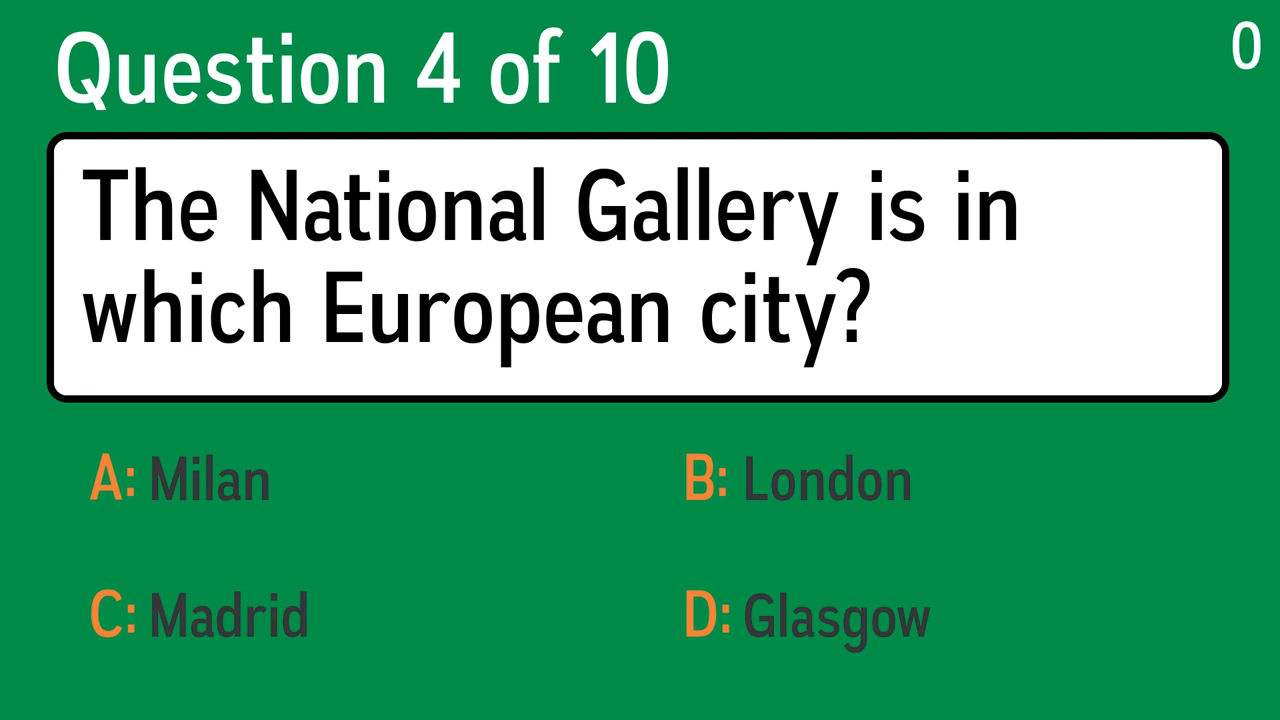 Question 4 of 10
0
The National Gallery is in
which European city?
A: Milan
B: London
C: Madrid
D: Glasgow